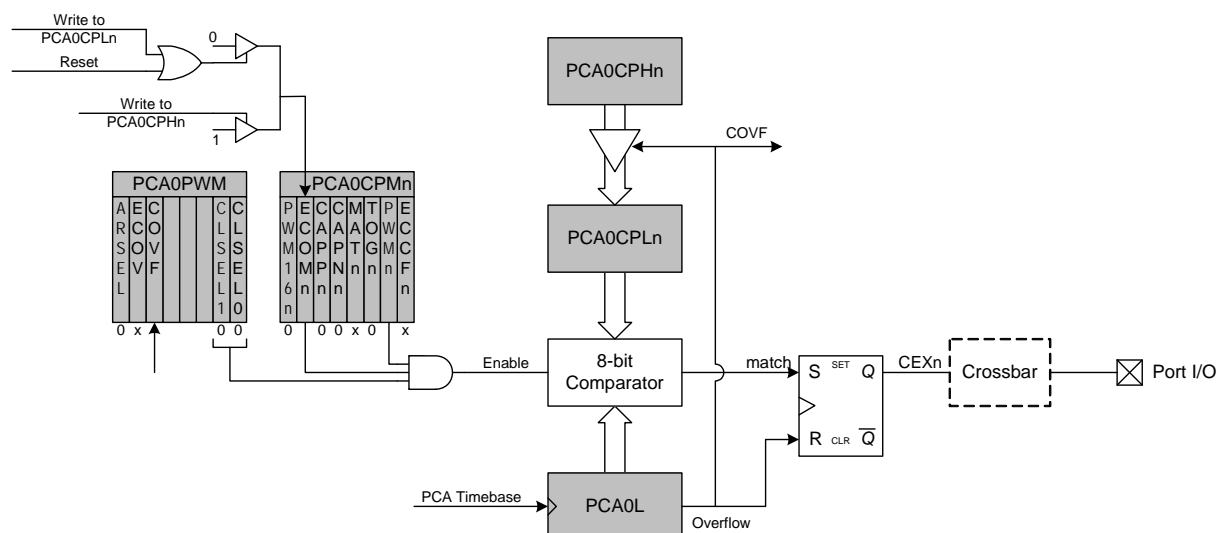 Write to
PCA0CPLn
Reset
0
Write to
PCA0CPHn
1
PCA0CPHn
COVF
PCA0PWM
ARSEL
ECOV
COVF
CLSEL1
CLSEL0
0 x 0 0
PCA0CPMn
PWM16n
ECOMn
CAPPn
CAPNn
MATn
TOGn
PWMn
ECCFn
0 0 0 x 0 x
PCA0CPLn
Enable
8-bit
Comparator
match
S SET Q
R CLR Q
CEXn
Crossbar
Port I/O
PCA Timebase
PCA0L
Overflow